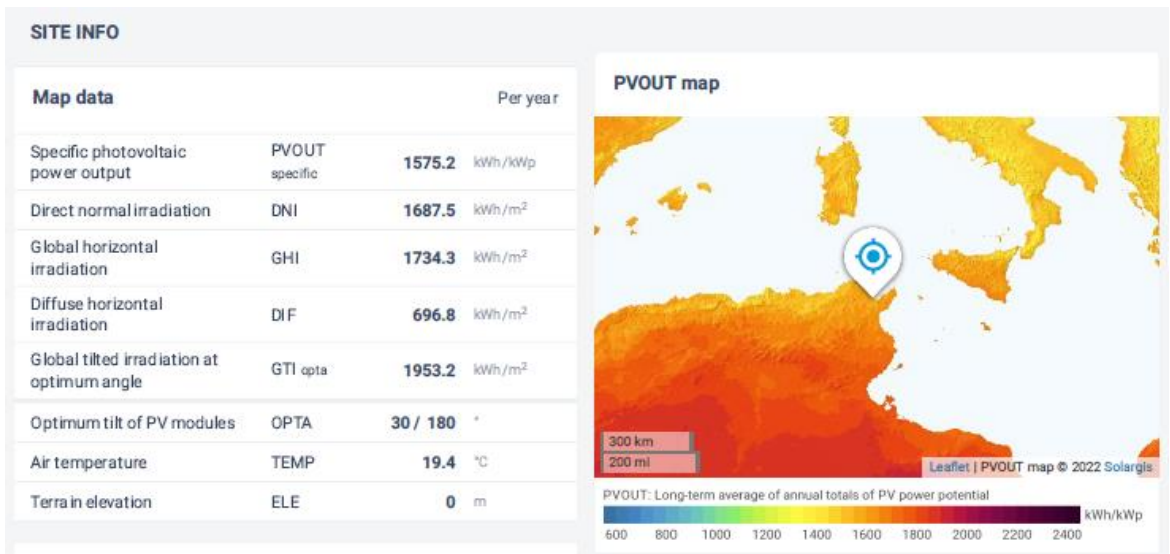 SITE INFO
Map data Per year
Specific photovoltaic
power output PVOUT
specific 1575.2 kWh/kWp
Direct normal irradiation DNI 1687.5 kWh/m²
Global horizontal
irradiation GHI 1734.3 kWh/m²
Diffuse horizontal
irradiation DIF 696.8 kWh/m²
Global tilted irradiation at
optimum angle GTI opta 1953.2 kWh/m²
Optimum tilt of PV modules OPTA 30 / 180 °
Air temperature TEMP 19.4 °C
Terrain elevation ELE 0 m
PVOUT map
300 km
200 mi
Leaflet | PVOUT map © 2022 Solargis
PVOUT: Long-term average of annual totals of PV power potential
kWh/kWp
600 800 1000 1200 1400 1600 1800 2000 2200 2400